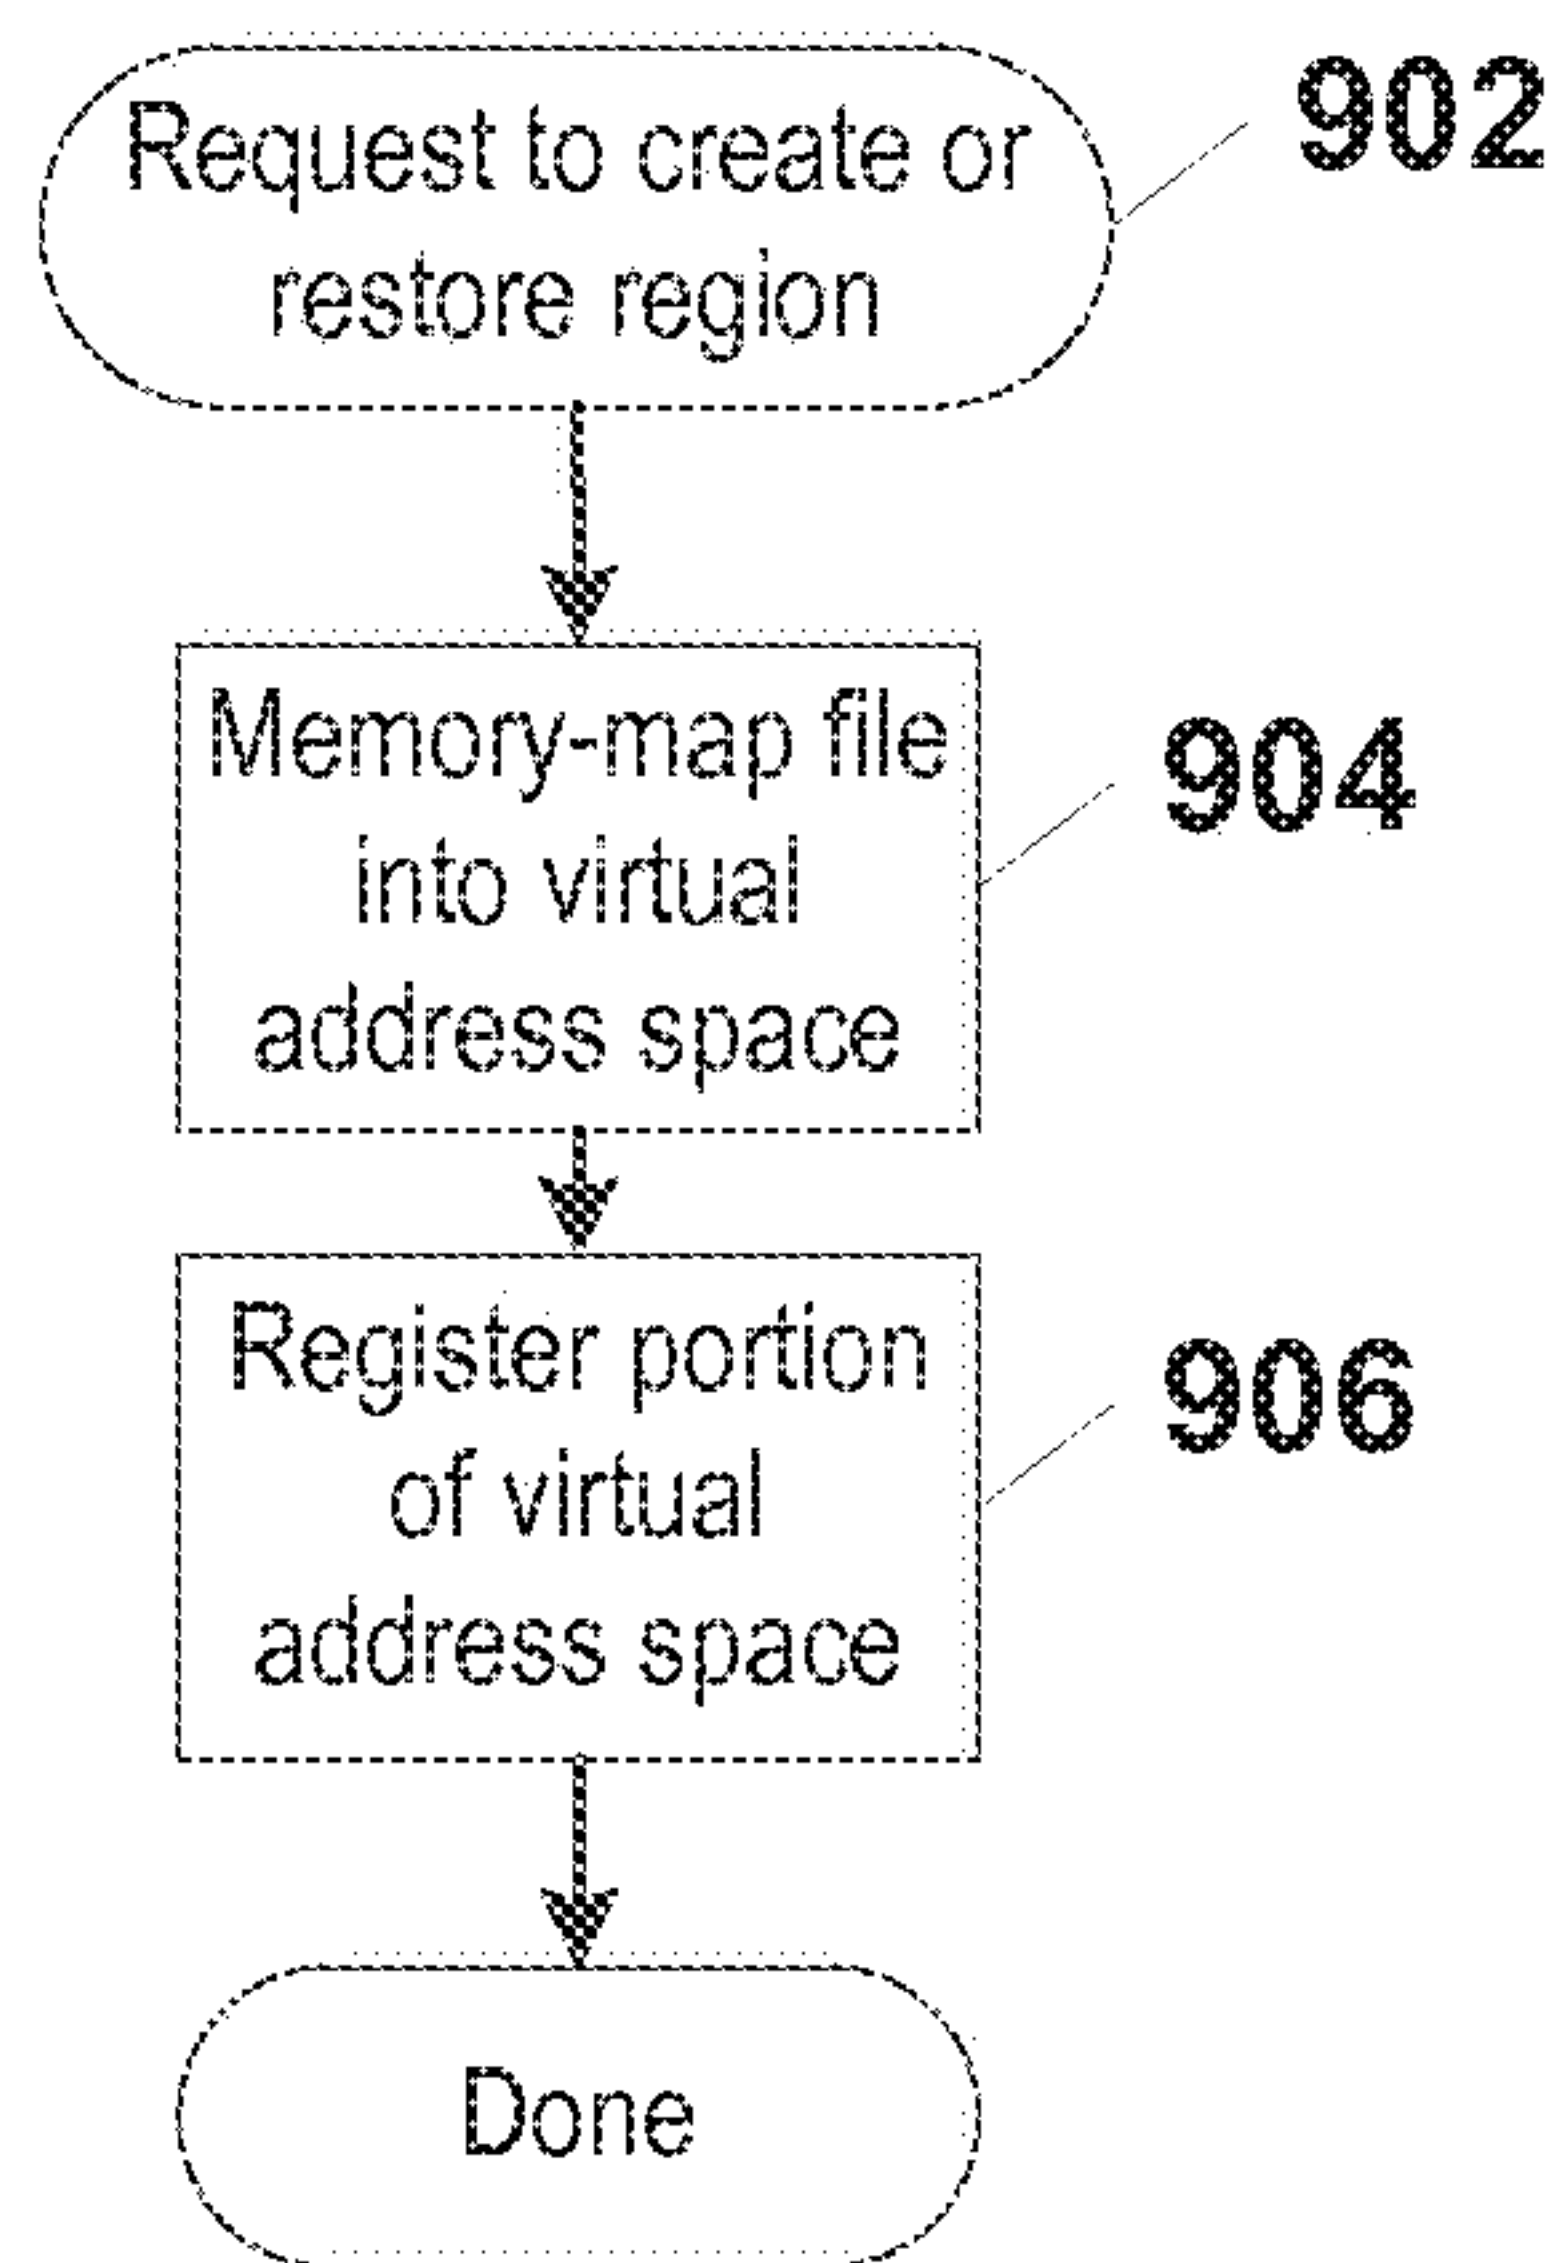 Request to create or
restore region
902
Memory-map file
into virtual
address space
904
Register portion
of virtual
address space
906
Done